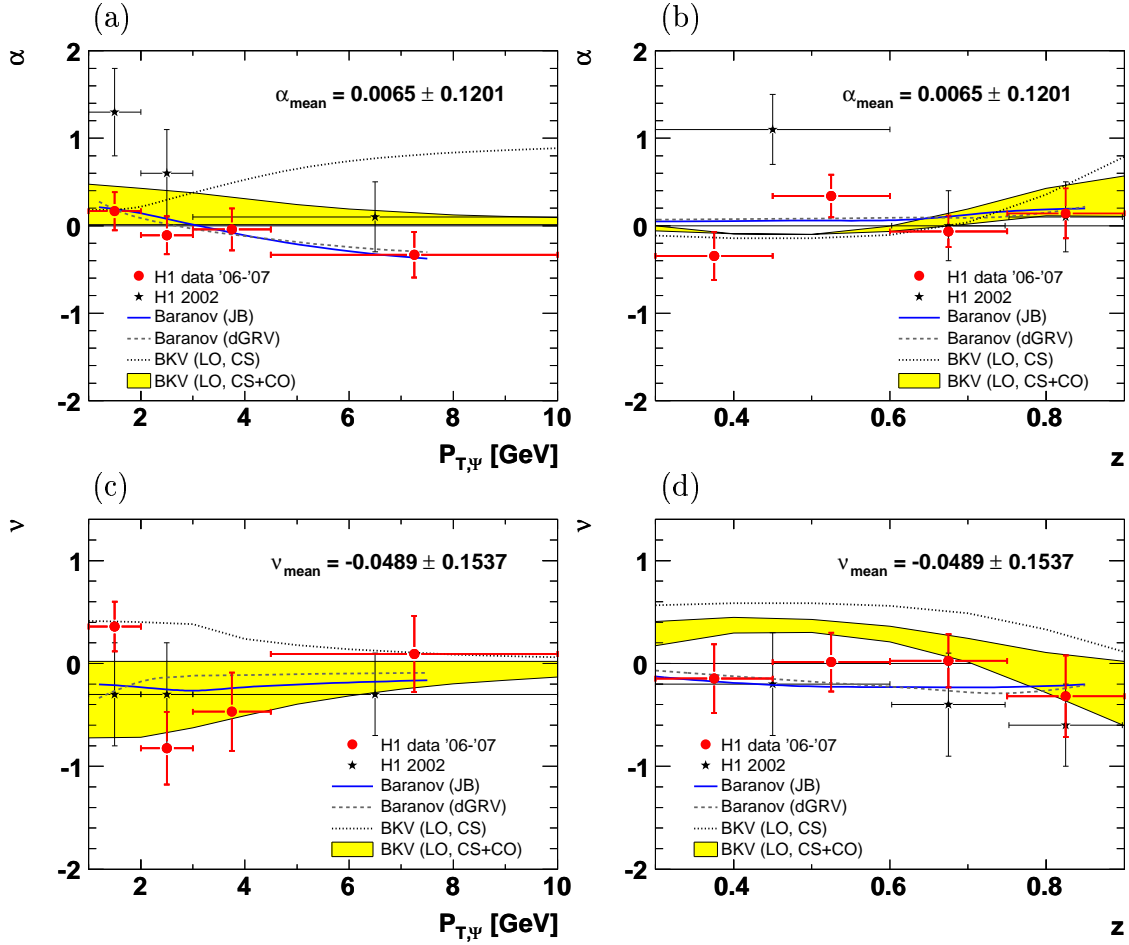 (a)
α
2
1
0
-1
-2
α mean = 0.0065 ± 0.1201
H1 data '06-'07
H1 2002
Baranov (JB)
Baranov (dGRV)
BKV (LO, CS)
BKV (LO, CS+CO)
2 4 6 8 10
P T,Ψ [GeV]
(b)
α
2
1
0
-1
-2
α mean = 0.0065 ± 0.1201
H1 data '06-'07
H1 2002
Baranov (JB)
Baranov (dGRV)
BKV (LO, CS)
BKV (LO, CS+CO)
0.4 0.6 0.8
z
(c)
ν
1
0
-1
-2
ν mean = -0.0489 ± 0.1537
H1 data '06-'07
H1 2002
Baranov (JB)
Baranov (dGRV)
BKV (LO, CS)
BKV (LO, CS+CO)
2 4 6 8 10
P T,Ψ [GeV]
(d)
ν
1
0
-1
-2
ν mean = -0.0489 ± 0.1537
H1 data '06-'07
H1 2002
Baranov (JB)
Baranov (dGRV)
BKV (LO, CS)
BKV (LO, CS+CO)
0.4 0.6 0.8
z